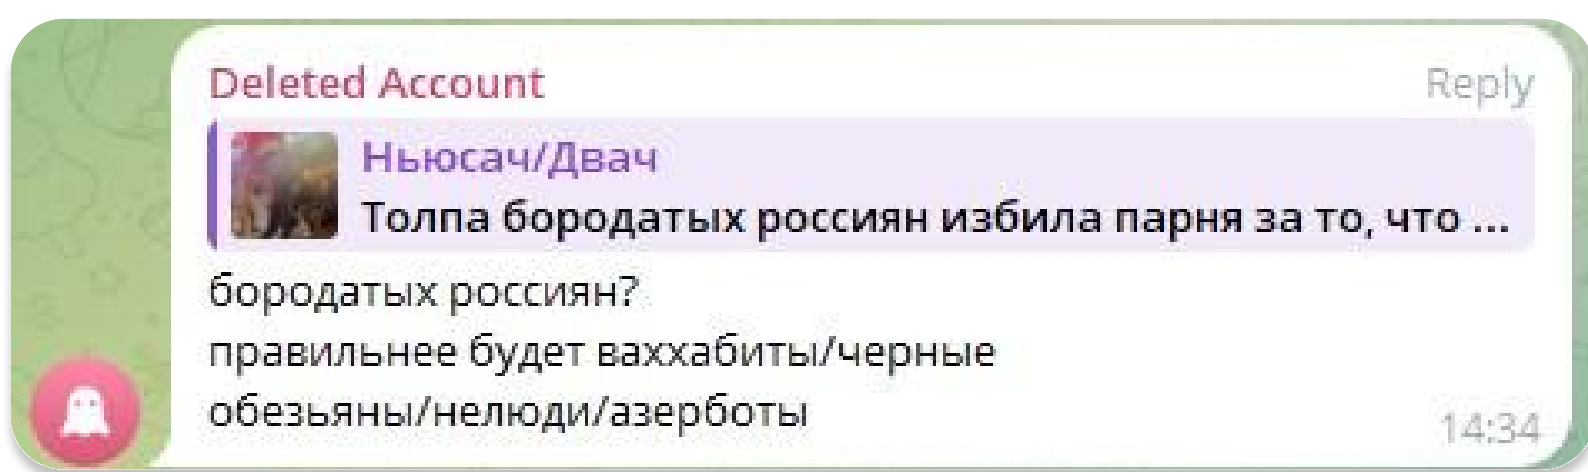 Deleted Account Reply
Ньюсач/Двач
Толпа бородатых россиян избила парня за то, что ...
бородатых россиян?
правильнее будет ваххабиты/черные
обезьяны/нелюди/азерботы
14:34